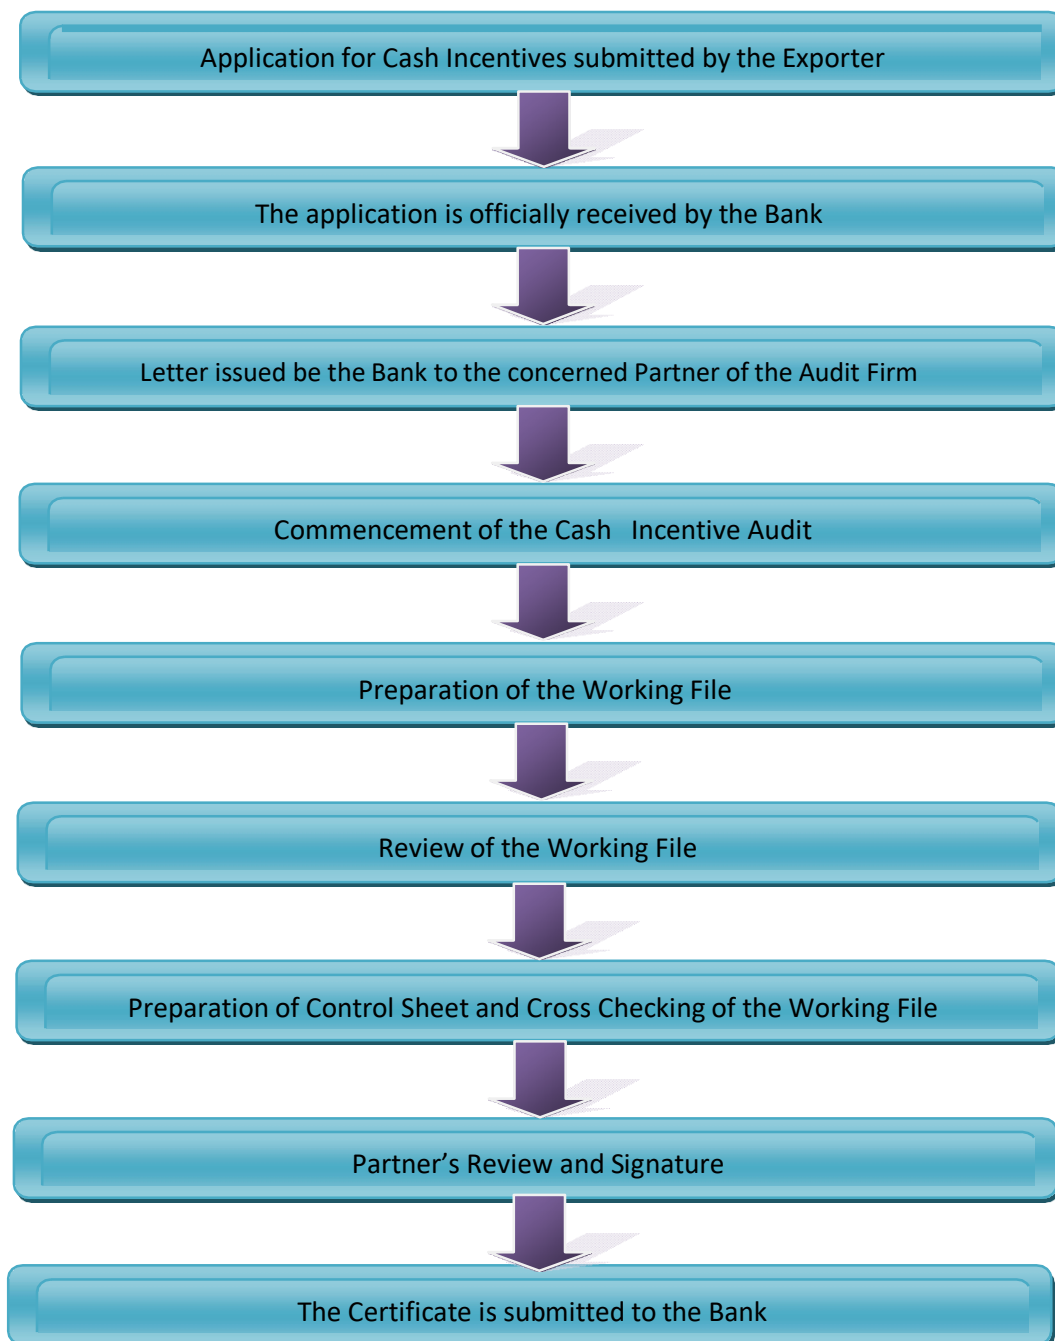 Application for Cash Incentives submitted by the Exporter
The application is officially received by the Bank
Letter issued be the Bank to the concerned Partner of the Audit Firm
Commencement of the Cash Incentive Audit
Preparation of the Working File
Review of the Working File
Preparation of Control Sheet and Cross Checking of the Working File
Partner’s Review and Signature
The Certificate is submitted to the Bank